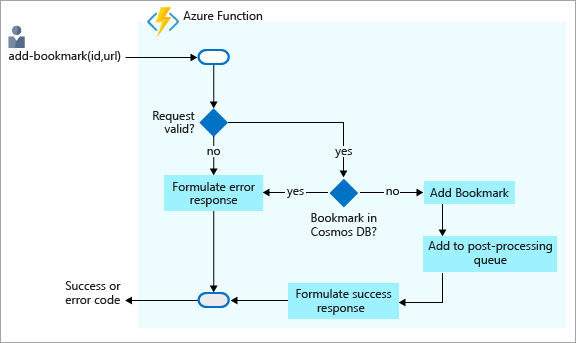 Azure Function
add-bookmark(id,url)
Request
valid?
no
yes
Formulate error
response
yes
no
Add Bookmark
Bookmark in
Cosmos DB?
Add to post-processing
queue
Success or
error code
Formulate success
response